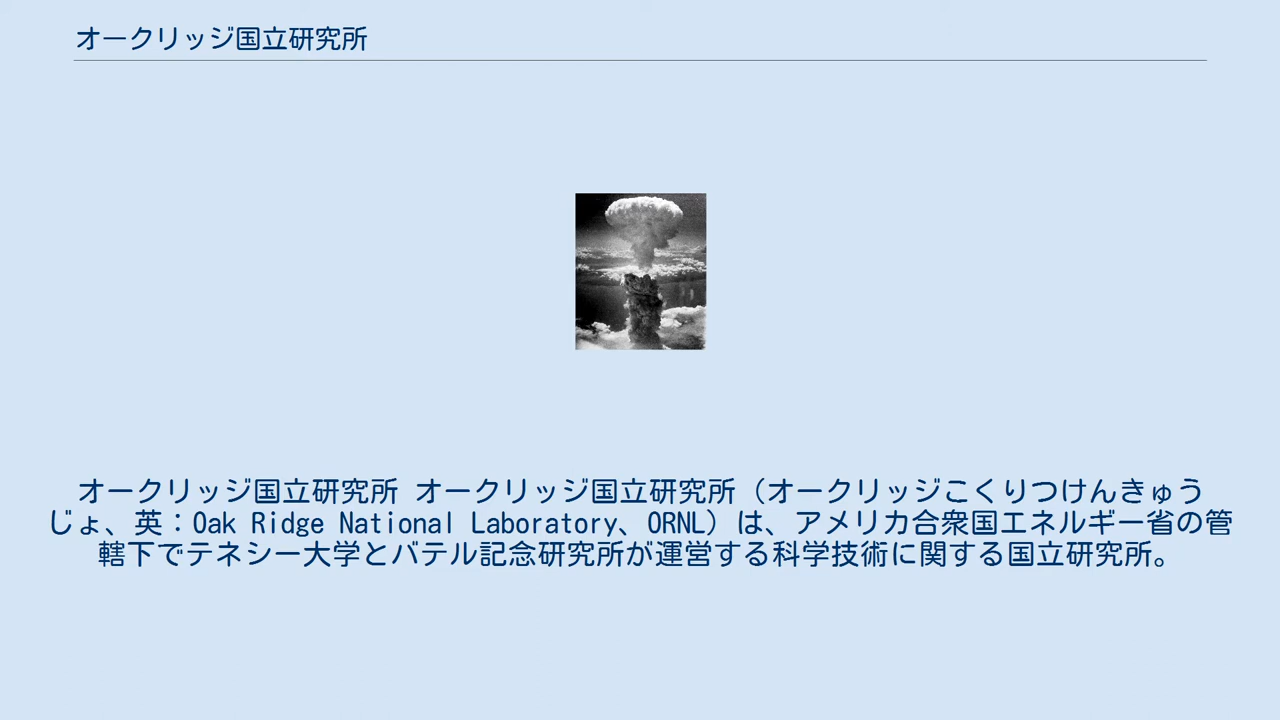 オークリッジ国立研究所
オークリッジ国立研究所 オークリッジ国立研究所（オークリッジこくりつけんきゅう
じょ、英：Oak Ridge National Laboratory、ORNL）は、アメリカ合衆国エネルギー省の管
轄下でテネシー大学とバテル記念研究所が運営する科学技術に関する国立研究所。